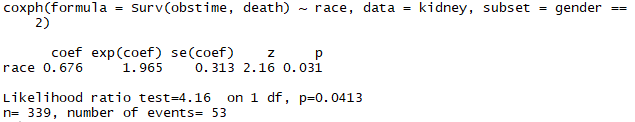 coxph(formula = Surv(obstime, death) ~ race, data = kidney, subset = gender ==
2)
coef exp(coef) se(coef) z p
race 0.676 1.965 0.313 2.16 0.031
Likelihood ratio test=4.16 on 1 df, p=0.0413
n= 339, number of events= 53